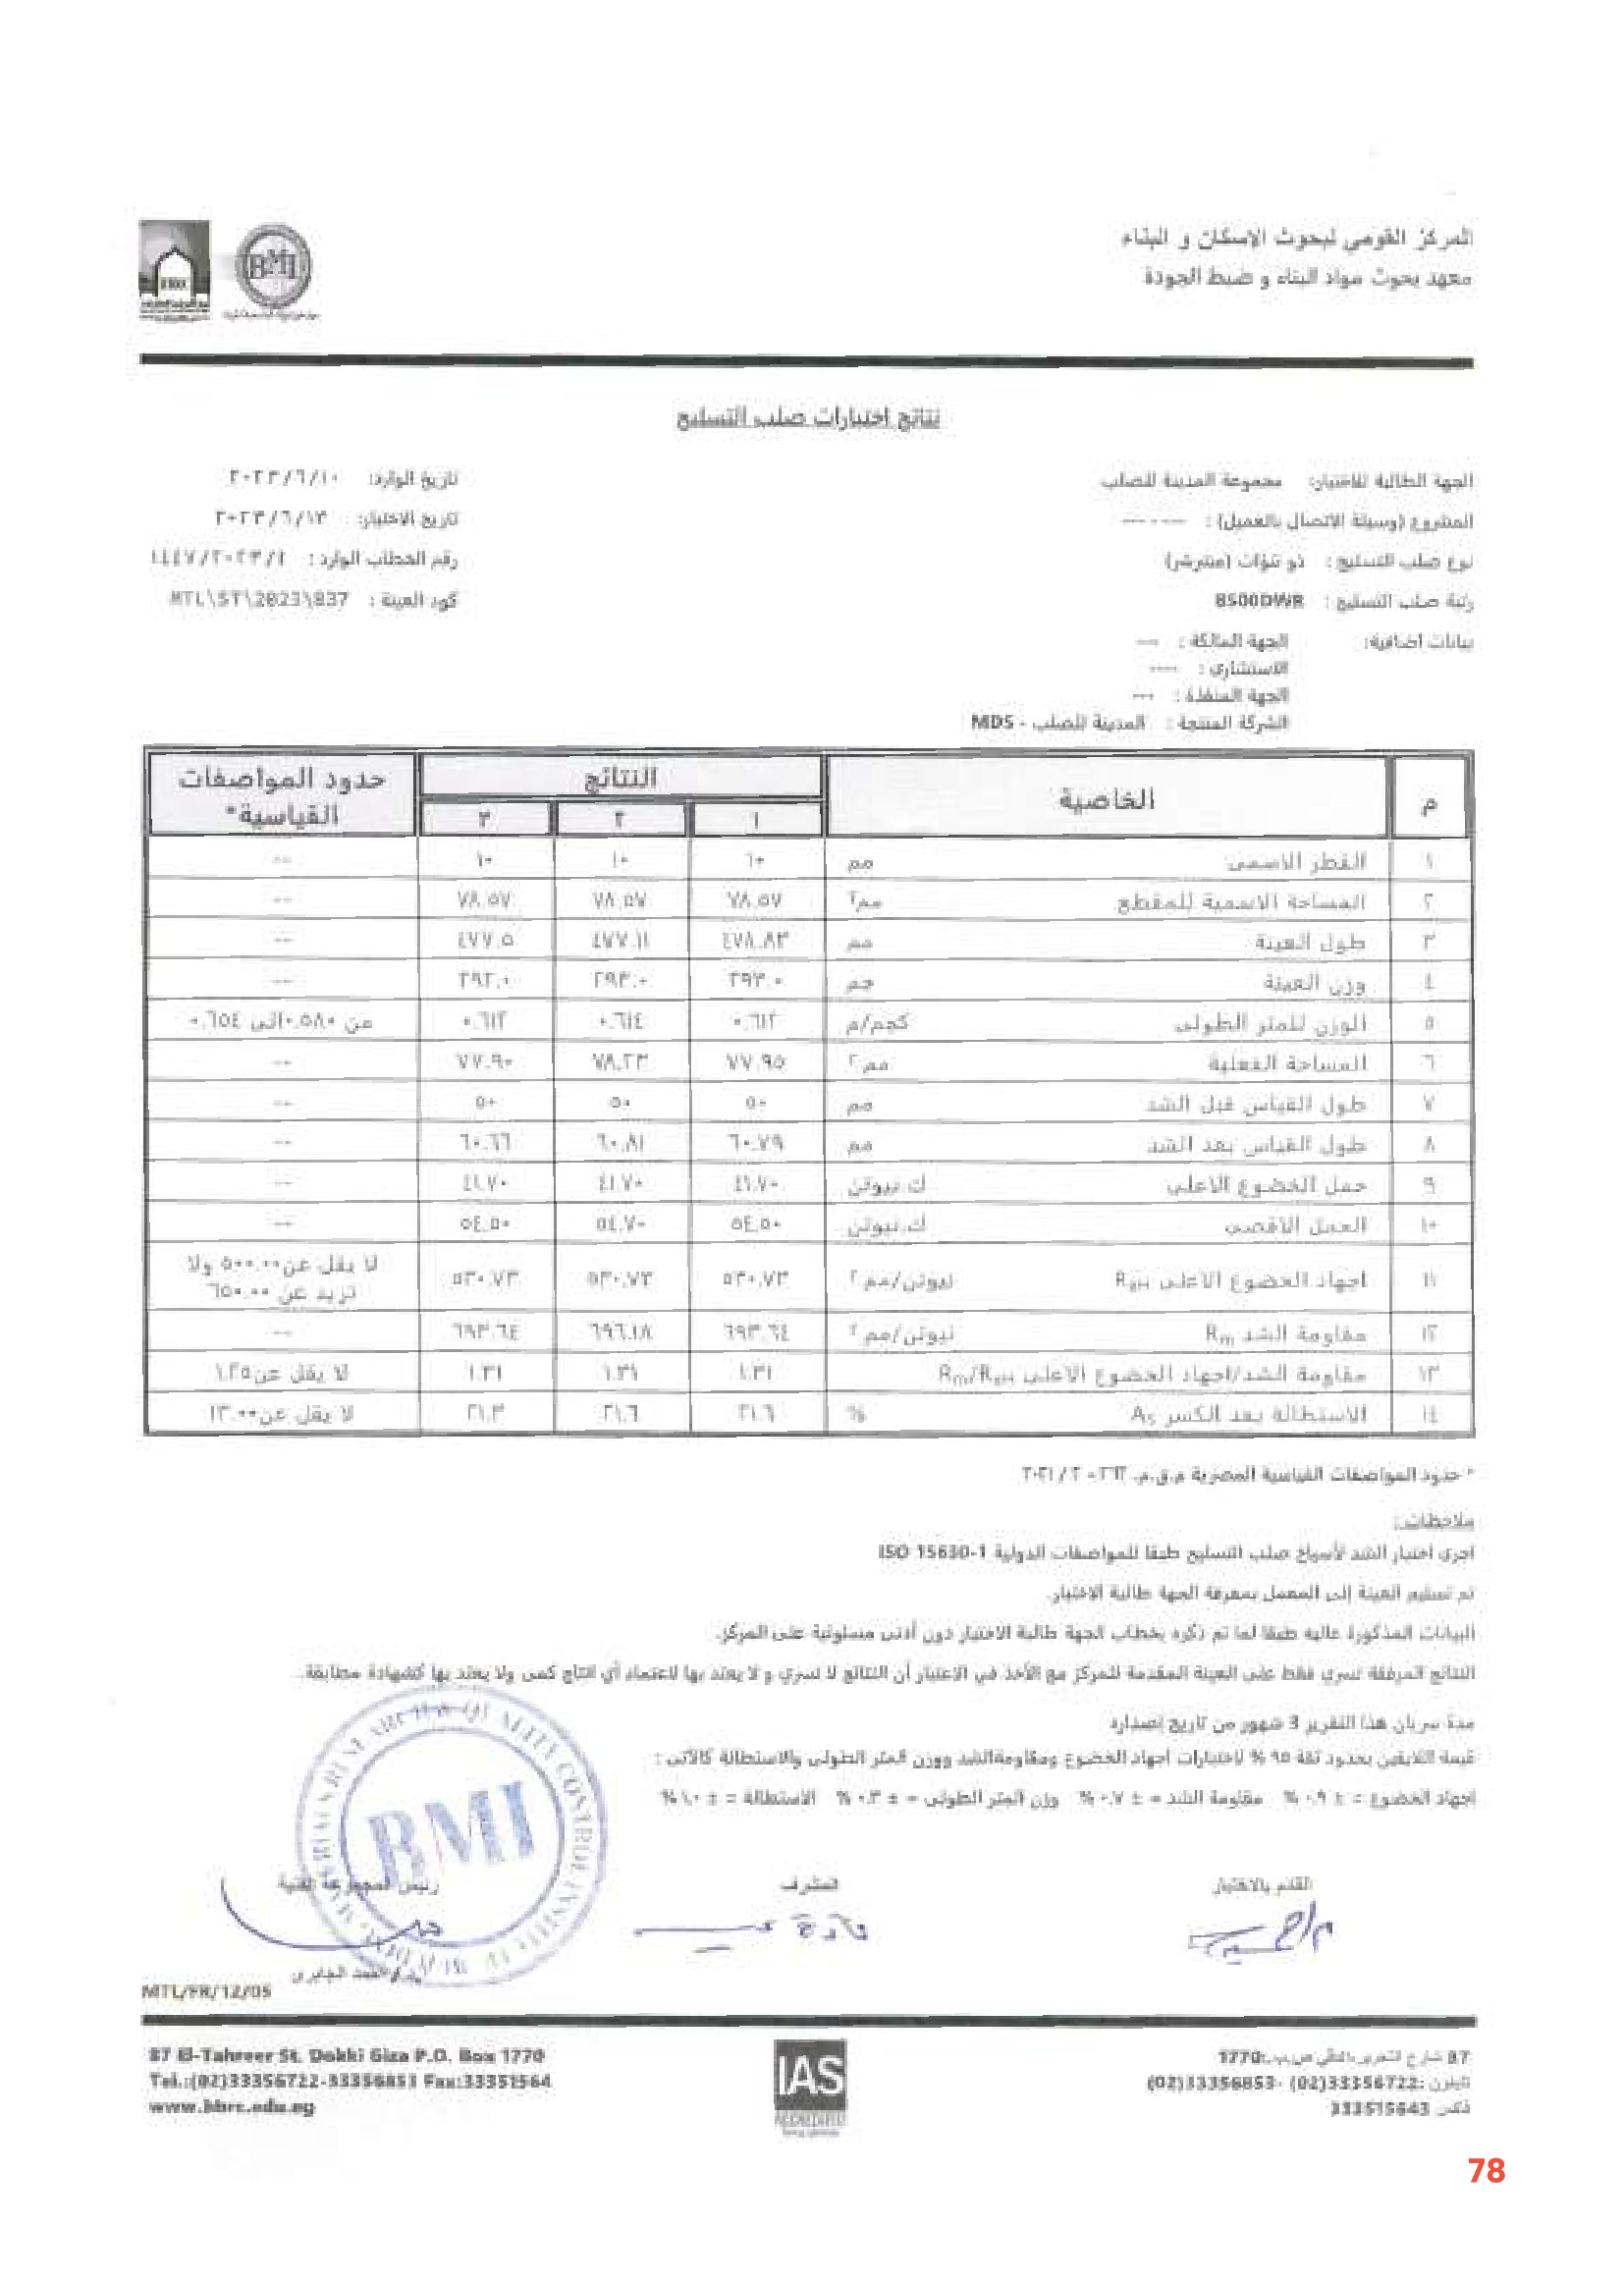 المركز القومي لبحوث الاسكان و البناء
معهد بحوث مواد البناء و ضبط الجودة
BMI
نتائج اختبارات صلب التسليح
الجهة الطالبة للاختبار: مجموعة المدينة للصلب
تاريخ الوارد: ٢٠٢٣/٦/١٠
المشروع (وسيلة الاتصال بالعميل) : -----
تاريخ الاختبار: ٢٠٢٣/٦/١٣
نوع صلب التسليح : ذو نتوءات (مشرشر)
رقم الخطاب الوارد :
رتبة صلب التسليح : B500DWR
كود العينة : MTL\ST\2023\837
بيانات اضافية: الجهة المالكة : ---
الاستشاري : ----
الجهة المنفذة : ---
الشركة المنتجة : المدينة للصلب - MDS
م الخاصية النتائج حدود المواصفات القياسية*
١ ٢ ٣
١ القطر الاسمى مم ١٠ ١٠ ١٠ --
٢ المساحة الاسمية للمقطع مم٢ ٧٨.٥٧ ٧٨.٥٧ ٧٨.٥٧ --
٣ طول العينة مم ٤٧٨.٨٣ ٤٧٧.١١ ٤٧٧.٥ --
٤ وزن العينة جم ٢٩٣.٠ ٢٩٣.٠ ٢٩٢.٠ --
٥ الوزن للمتر الطولى كجم/م ٠.٦١٢ ٠.٦١٤ ٠.٦١٢ من ٠.٥٨٠ الى ٠.٦٥٤
٦ المساحة الفعلية مم٢ ٧٧.٩٥ ٧٨.٢٣ ٧٧.٩٠ --
٧ طول القياس قبل الشد مم ٥٠ ٥٠ ٥٠ --
٨ طول القياس بعد الشد مم ٦٠.٧٩ ٦٠.٨١ ٦٠.٦٦ --
٩ حمل الخضوع الاعلى ك.نيوتن ٤١.٧٠ ٤١.٧٠ ٤١.٧٠ --
١٠ الحمل الاقصى ك.نيوتن ٥٤.٥٠ ٥٤.٧٠ ٥٤.٥٠ --
١١ اجهاد الخضوع الاعلى ReH نيوتن/مم٢ ٥٣٠.٧٣ ٥٣٠.٧٣ ٥٣٠.٧٣ لا يقل عن ٥٠٠.٠٠ ولا تزيد عن ٦٥٠.٠٠
١٢ مقاومة الشد Rm نيوتن/مم٢ ٦٩٣.٦٤ ٦٩٦.١٨ ٦٩٣.٦٤ --
١٣ مقاومة الشد/اجهاد الخضوع الاعلى Rm/ReH ١.٣١ ١.٣١ ١.٣١ لا يقل عن ١.٢٥
١٤ الاستطالة بعد الكسر A5 % ٢١.٦ ٢١.٦ ٢١.٣ لا يقل عن ١٣.٠٠
* حدود المواصفات القياسية المصرية م.ق.م. ٢٦٢ - ٢ / ٢٠٢١
ملاحظات :
اجرى اختبار الشد لأسياخ صلب التسليح طبقا للمواصفات الدولية ISO 15630-1
تم تسليم العينة إلى المعمل بمعرفة الجهة طالبة الاختبار.
البيانات المذكورة عاليه طبقا لما تم ذكره بخطاب الجهة طالبة الاختبار دون أدنى مسئولية على المركز.
النتائج المرفقة تسري فقط على العينة المقدمة للمركز مع الأخذ في الاعتبار أن النتائج لا تسري و لا يعتد بها لاعتماد أي انتاج كمى ولا يعتد بها كشهادة مطابقة.
مدة سريان هذا التقرير 3 شهور من تاريخ إصداره
قيمة اللايقين بحدود ثقة ٩٥ % لاختبارات اجهاد الخضوع ومقاومة الشد ووزن المتر الطولى والاستطالة كالآتى :
اجهاد الخضوع = ± ٠.٩ % مقاومة الشد = ± ٠.٧ % وزن المتر الطولى = ± ٠.٣ % الاستطالة = ± ١.٠ %
القائم بالاختبار
المشرف
رئيس المجموعة الفنية
BMI
MTL/FR/12/05
87 El-Tahreer St. Dokki Giza P.O. Box 1770
Tel.:(02)33356722-33356853 Fax:33351564
www.hbrc.edu.eg
IAS
ACCREDITED
87 شارع التحرير-الدقي ص.ب.:1770
تليفون :33356722(02) -33356853(02)
فاكس 333515643
78